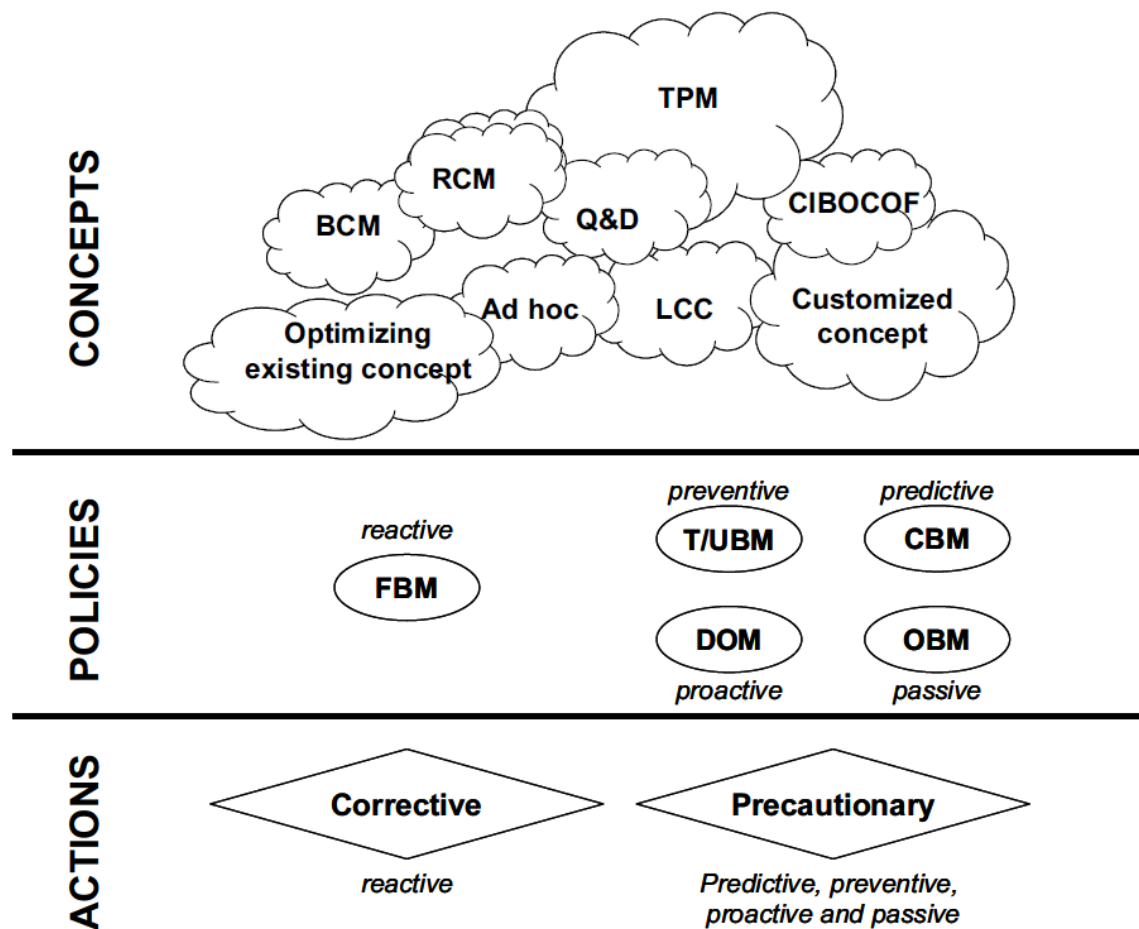 CONCEPTS
TPM
RCM
CIBOCOF
BCM
Q&D
Ad hoc
LCC
Customized
concept
Optimizing
existing concept
POLICIES
reactive
FBM
preventive
T/UBM
predictive
CBM
DOM
proactive
OBM
passive
ACTIONS
Corrective
reactive
Precautionary
Predictive, preventive,
proactive and passive